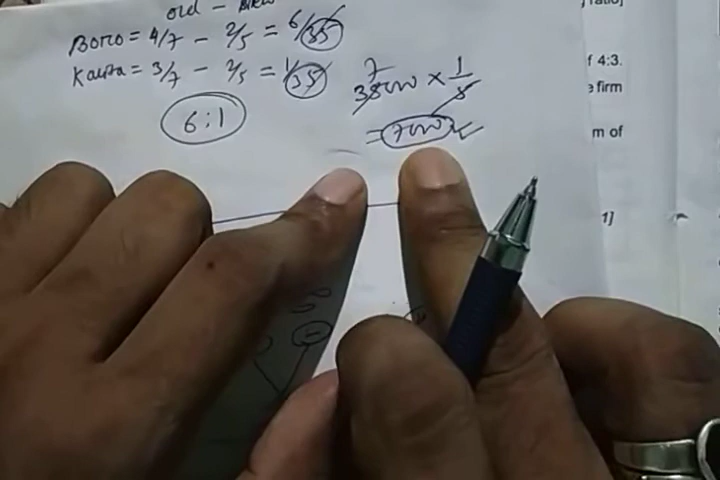 Old - New
Boro = 4/7 - 2/5 = 6/35
Kalpa = 3/7 - 2/5 = 1/35
6:1
7
35000 × 1/5
= 7000
f 4:3.
e firm
m of
1]